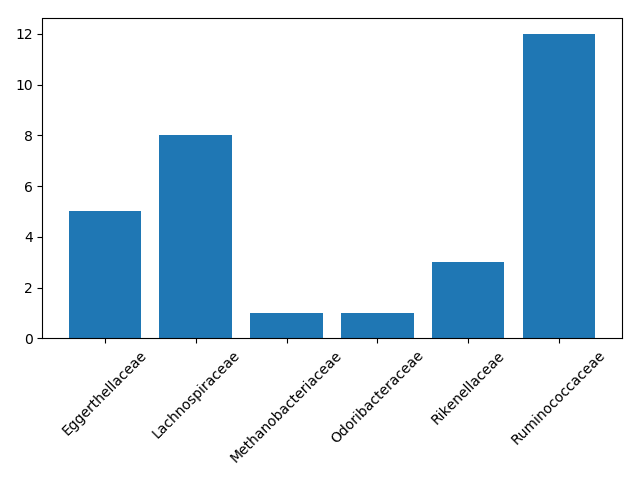 12
10
8
6
4
2
0
Eggerthellaceae
Lachnospiraceae
Methanobacteriaceae
Odoribacteraceae
Rikenellaceae
Ruminococcaceae